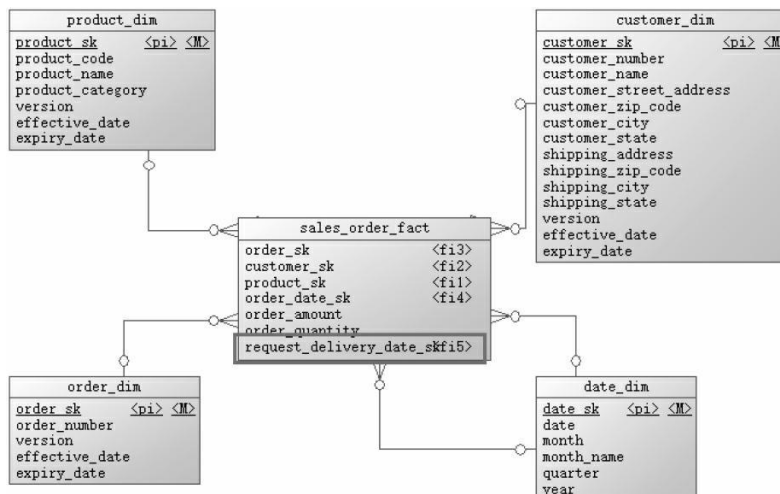 product_dim
product_sk <pi> <M>
product_code
product_name
product_category
version
effective_date
expiry_date
customer_dim
customer_sk <pi> <M>
customer_number
customer_name
customer_street_address
customer_zip_code
customer_city
customer_state
shipping_address
shipping_zip_code
shipping_city
shipping_state
version
effective_date
expiry_date
sales_order_fact
order_sk <fi3>
customer_sk <fi2>
product_sk <fi1>
order_date_sk <fi4>
order_amount
order_quantity
request_delivery_date_sk<fi5>
order_dim
order_sk <pi> <M>
order_number
version
effective_date
expiry_date
date_dim
date_sk <pi> <M>
date
month
month_name
quarter
year